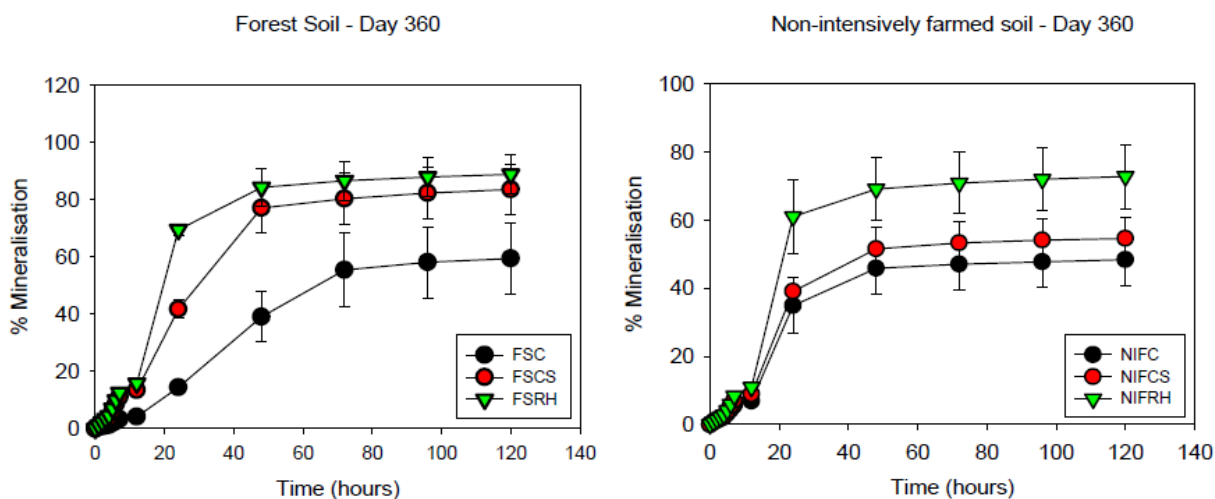 Forest Soil - Day 360
% Mineralisation
120
100
80
60
40
20
0
0 20 40 60 80 100 120 140
Time (hours)
FSC
FSCS
FSRH
Non-intensively farmed soil - Day 360
% Mineralisation
100
80
60
40
20
0
0 20 40 60 80 100 120 140
Time (hours)
NIFC
NIFCS
NIFRH